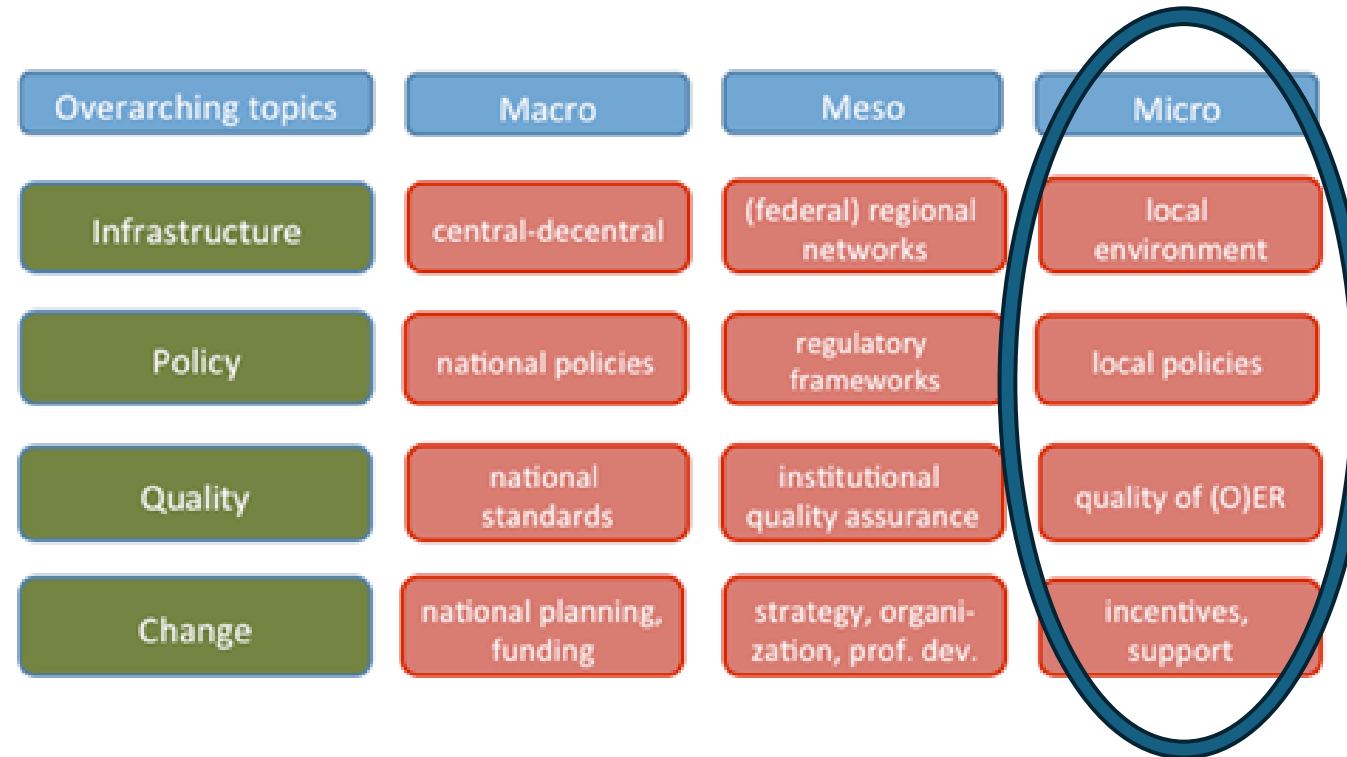 Overarching topics
Macro
Meso
Micro
Infrastructure
central-decentral
(federal) regional
networks
local
environment
Policy
national policies
regulatory
frameworks
local policies
Quality
national
standards
institutional
quality assurance
quality of (O)ER
Change
national planning,
funding
strategy, organi-
zation, prof. dev.
incentives,
support